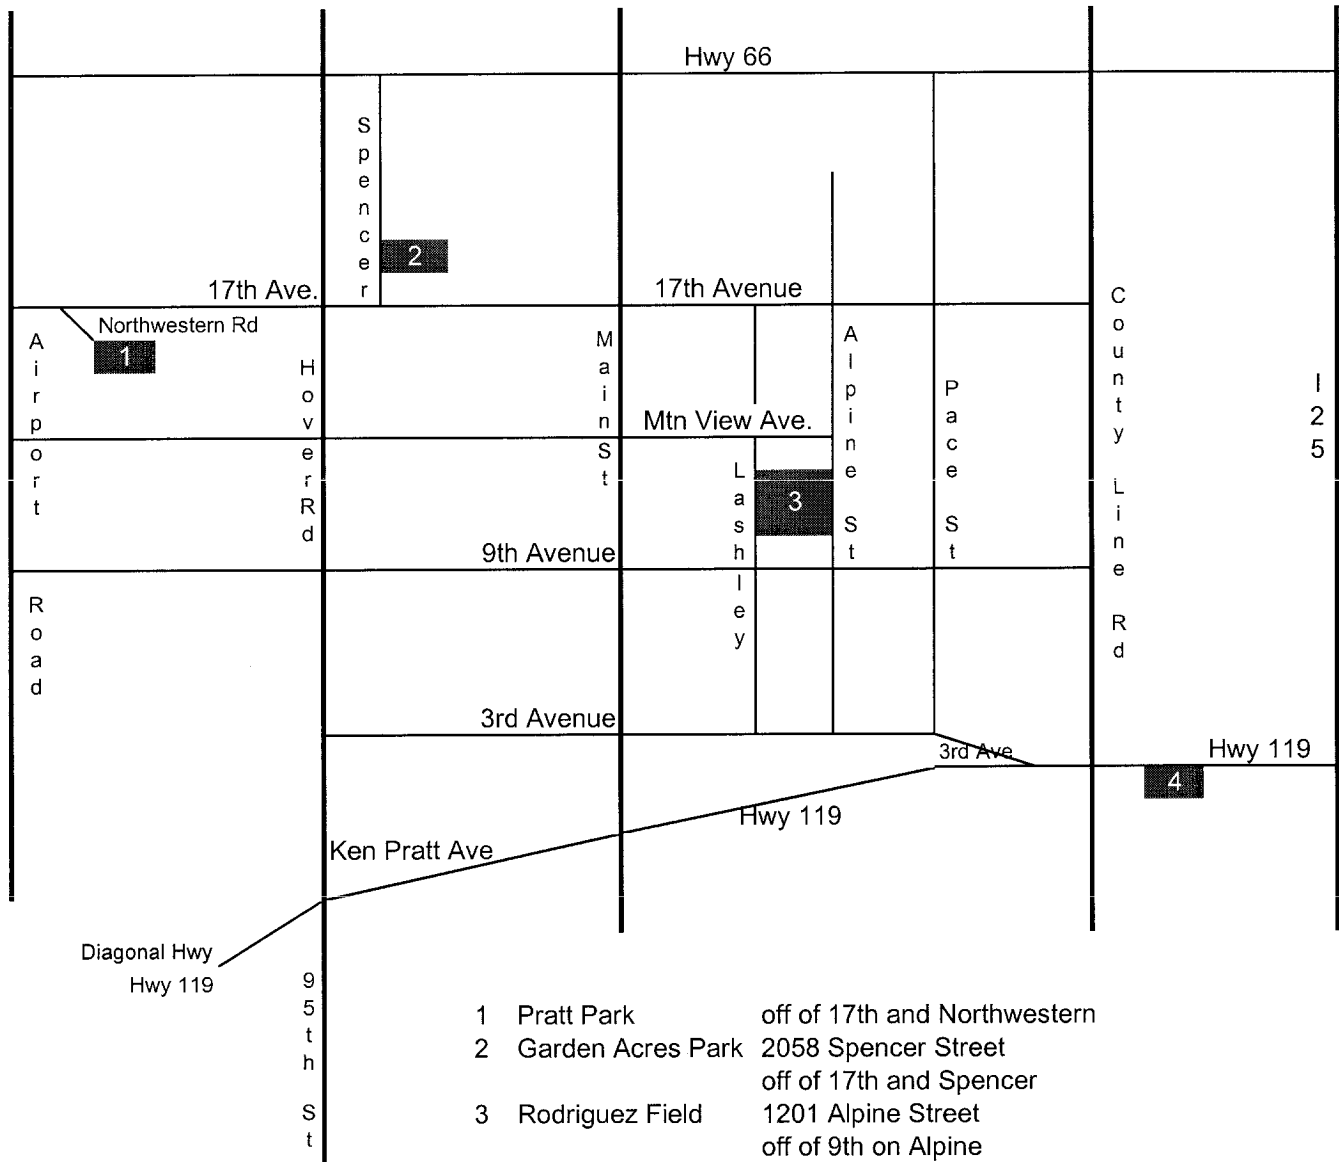 Hwy 66
Spencer
2
17th Ave.
17th Avenue
Northwestern Rd
1
Airport Road
Hover Rd
Main St
Alpine St
Pace St
County Line Rd
I 25
Mtn View Ave.
Lashley
3
9th Avenue
3rd Avenue
3rd Ave
Hwy 119
4
Hwy 119
Ken Pratt Ave
Diagonal Hwy
Hwy 119
95th St
1 Pratt Park off of 17th and Northwestern
2 Garden Acres Park 2058 Spencer Street
off of 17th and Spencer
3 Rodriguez Field 1201 Alpine Street
off of 9th on Alpine